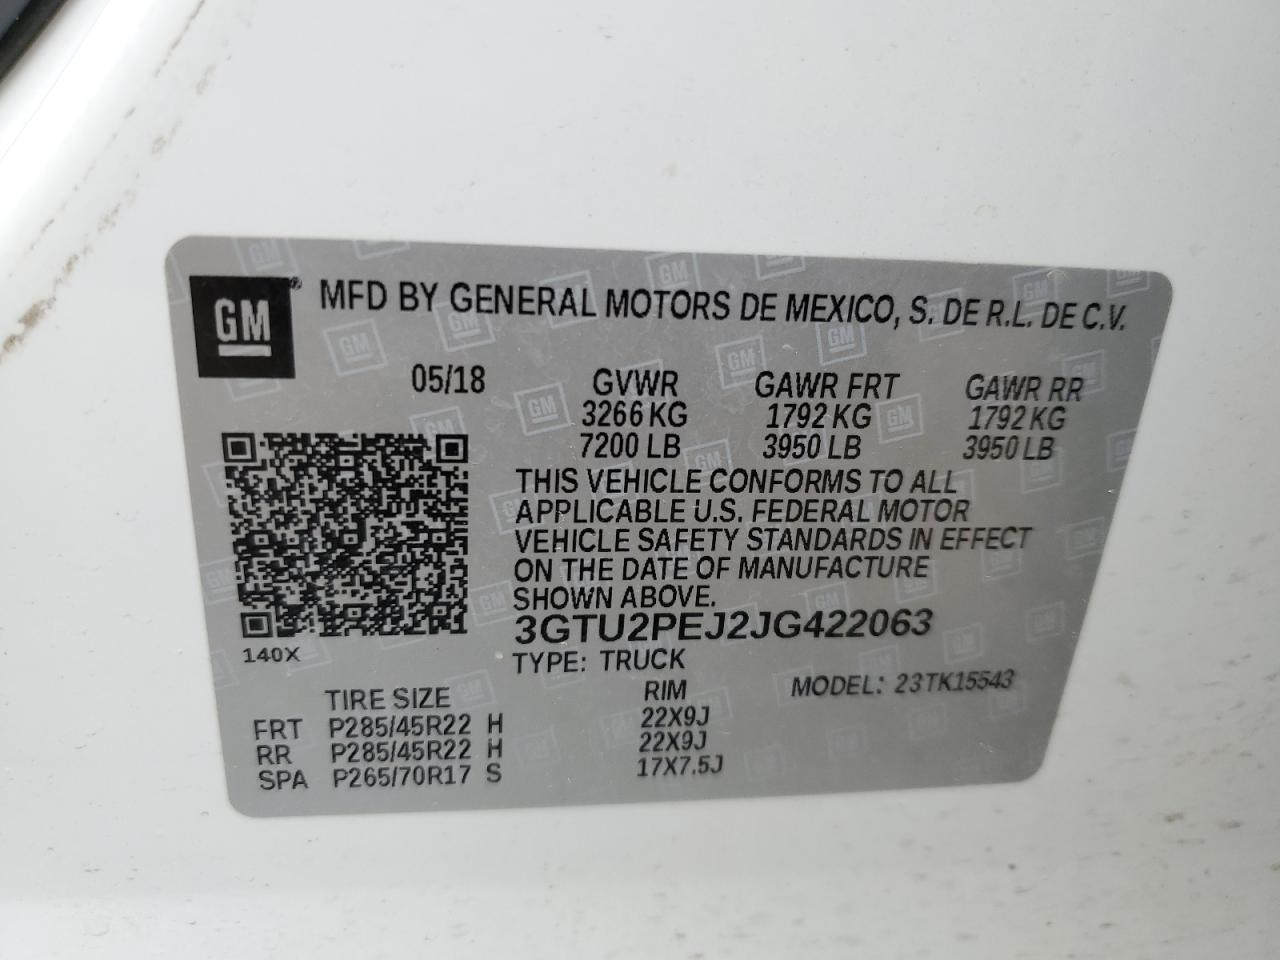 GM
MFD BY GENERAL MOTORS DE MEXICO, S. DE R.L. DE C.V.
05/18 GVWR GAWR FRT GAWR RR
3266 KG 1792 KG 1792 KG
7200 LB 3950 LB 3950 LB
THIS VEHICLE CONFORMS TO ALL
APPLICABLE U.S. FEDERAL MOTOR
VEHICLE SAFETY STANDARDS IN EFFECT
ON THE DATE OF MANUFACTURE
SHOWN ABOVE.
3GTU2PEJ2JG422063
140X
TYPE: TRUCK
TIRE SIZE RIM MODEL: 23TK15543
FRT P285/45R22 H 22X9J
RR P285/45R22 H 22X9J
SPA P265/70R17 S 17X7.5J